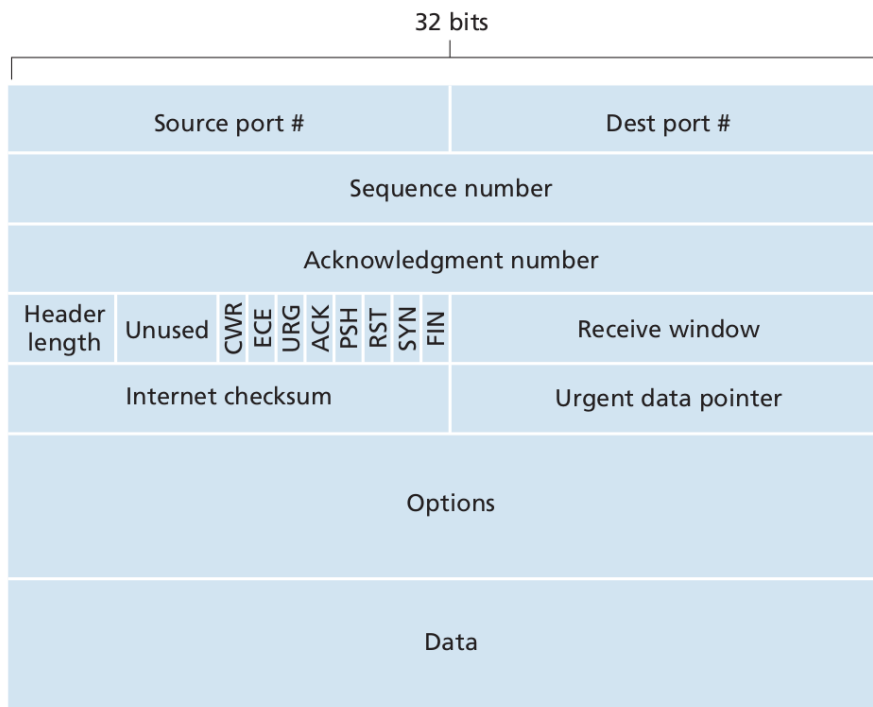 32 bits
Source port #
Dest port #
Sequence number
Acknowledgment number
Header
length
Unused
CWR
ECE
URG
ACK
PSH
RST
SYN
FIN
Receive window
Internet checksum
Urgent data pointer
Options
Data